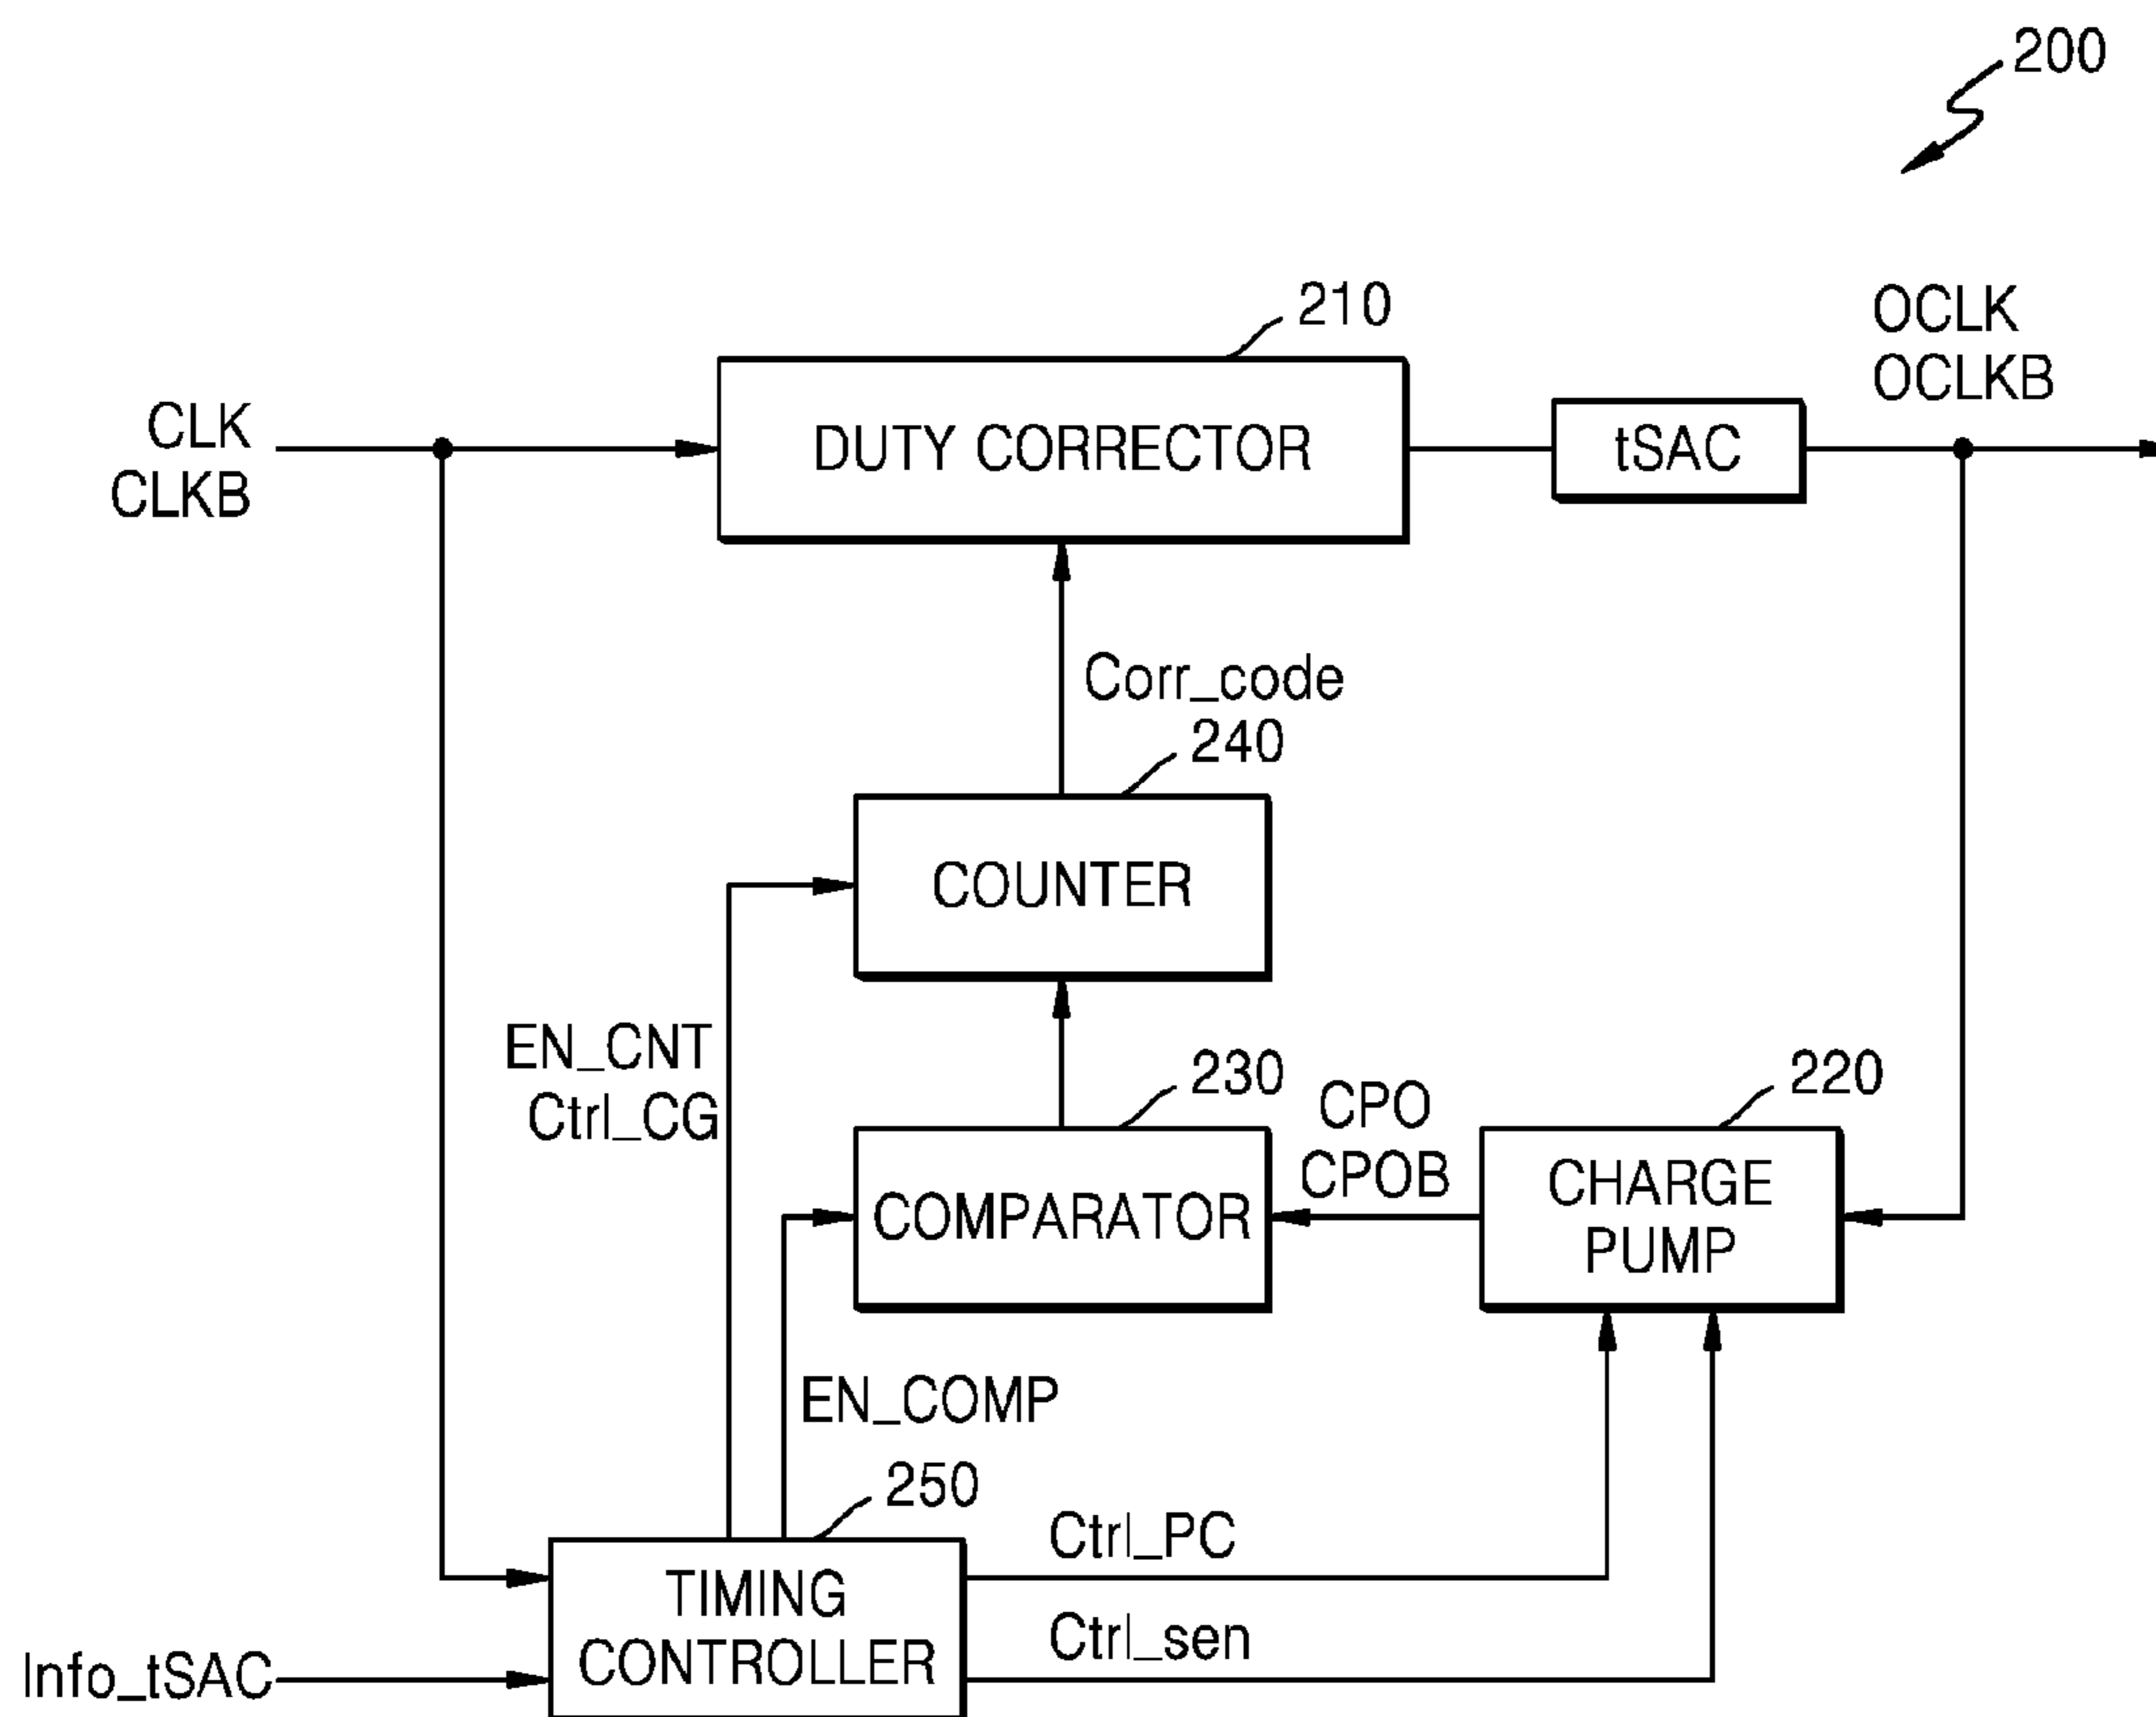 200
210
OCLK
OCLKB
CLK
CLKB
DUTY CORRECTOR
tSAC
Corr_code
240
COUNTER
EN_CNT
Ctrl_CG
230
CPO
CPOB
220
COMPARATOR
CHARGE
PUMP
EN_COMP
250
Ctrl_PC
TIMING
CONTROLLER
Ctrl_sen
Info_tSAC